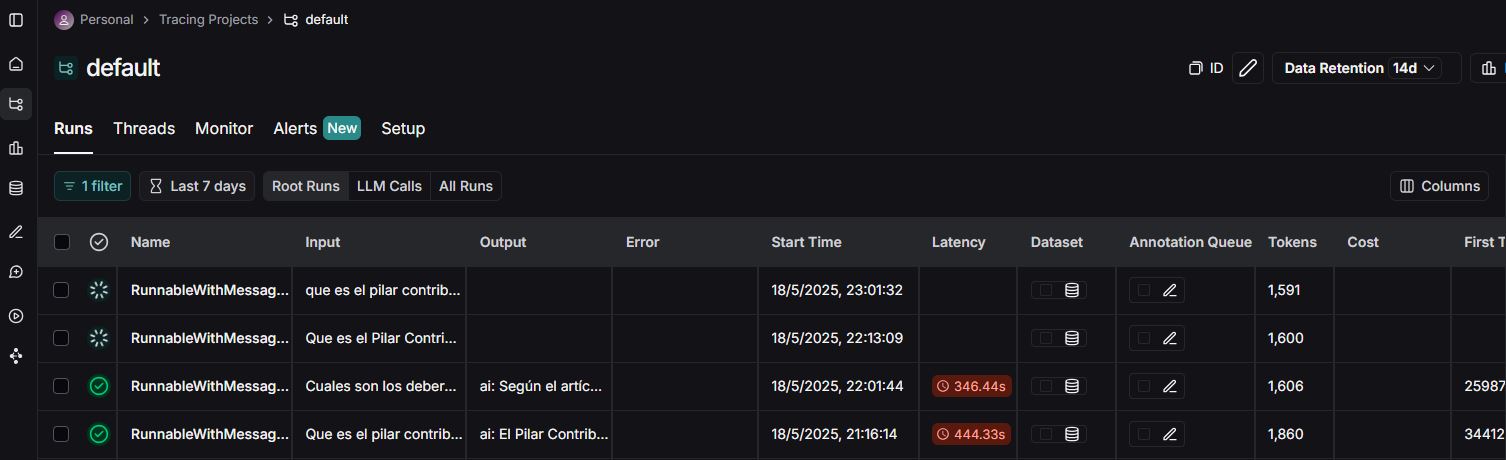 Personal > Tracing Projects > default
default
ID
Data Retention 14d
Runs Threads Monitor Alerts New Setup
1 filter Last 7 days Root Runs LLM Calls All Runs Columns
Name Input Output Error Start Time Latency Dataset Annotation Queue Tokens Cost First T
RunnableWithMessag... que es el pilar contrib... 18/5/2025, 23:01:32 1,591
RunnableWithMessag... Que es el Pilar Contri... 18/5/2025, 22:13:09 1,600
RunnableWithMessag... Cuales son los deber... ai: Según el artíc... 18/5/2025, 22:01:44 346.44s 1,606 25987
RunnableWithMessag... Que es el pilar contrib... ai: El Pilar Contrib... 18/5/2025, 21:16:14 444.33s 1,860 34412